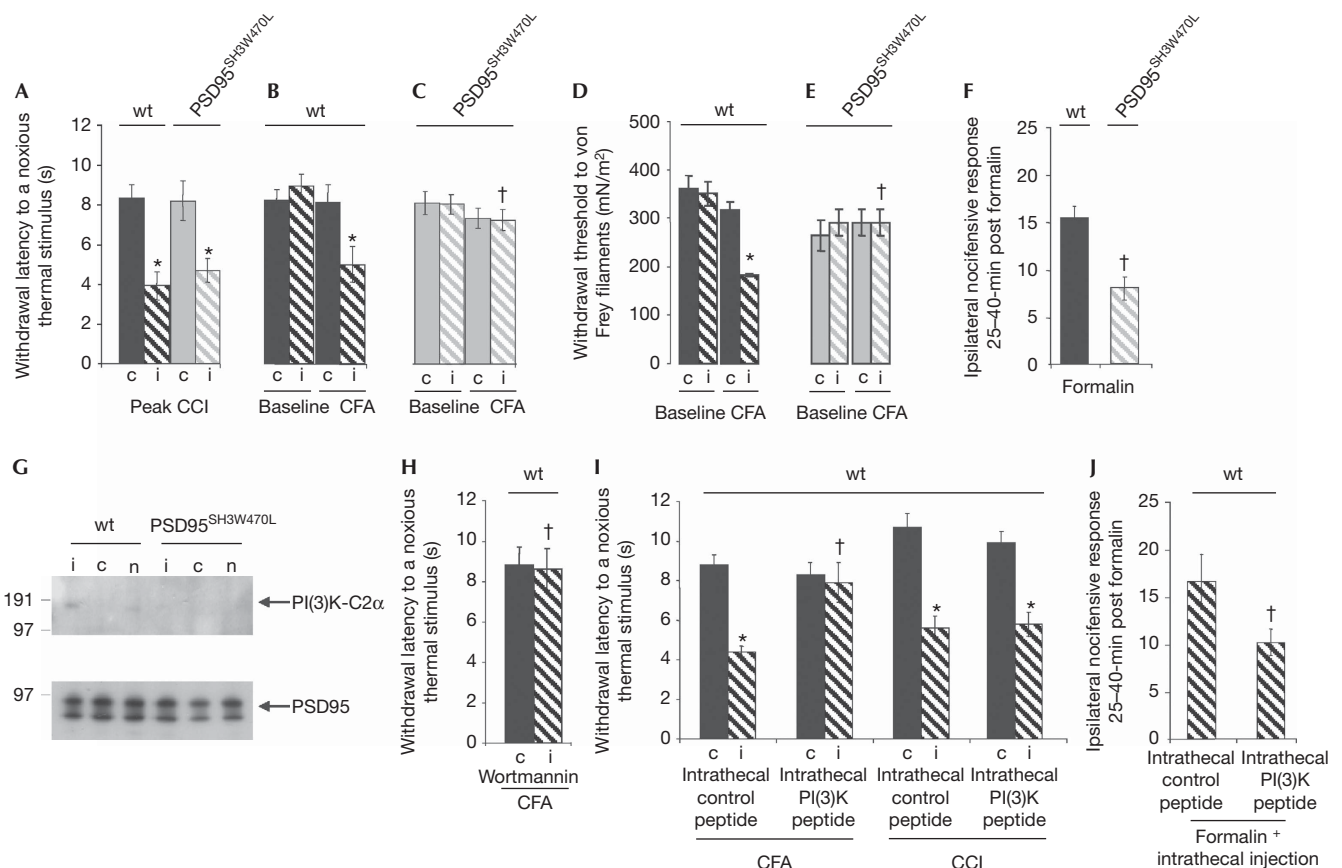 A
wt
PSD95SH3W470L
Withdrawal latency to a noxious
thermal stimulus (s)
12
10
8
6
4
2
0
*
*
c i c i
Peak CCI
B
wt
*
c i c i
Baseline CFA
C
PSD95SH3W470L
†
c i c i
Baseline CFA
D
wt
Withdrawal threshold to von
Frey filaments (mN/m2)
500
400
300
200
100
0
*
c i c i
Baseline CFA
E
PSD95SH3W470L
†
c i c i
Baseline CFA
F
wt
PSD95SH3W470L
Ipsilateral nocifensive response
25–40-min post formalin
25
20
15
10
5
0
†
Formalin
G
wt PSD95SH3W470L
i c n i c n
191
97
PI(3)K-C2α
97
PSD95
H
wt
Withdrawal latency to a noxious
thermal stimulus (s)
12
10
8
6
4
2
0
†
c i
Wortmannin
CFA
I
wt
Withdrawal latency to a noxious
thermal stimulus (s)
12
10
8
6
4
2
0
*
†
*
*
c i c i c i c i
Intrathecal Intrathecal Intrathecal Intrathecal
control PI(3)K control PI(3)K
peptide peptide peptide peptide
CFA CCI
J
wt
Ipsilateral nocifensive response
25–40-min post formalin
25
20
15
10
5
0
†
Intrathecal Intrathecal
control PI(3)K
peptide peptide
Formalin +
intrathecal injection